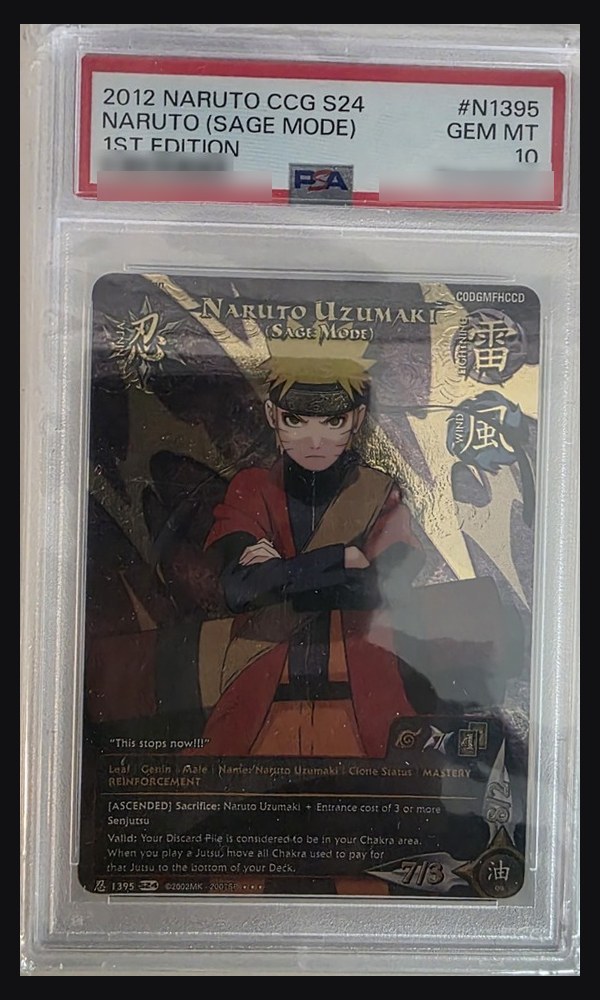 2012 NARUTO CCG S24 #N1395
NARUTO (SAGE MODE) GEM MT
1ST EDITION 10
PSA
CODGMFHCCD
NARUTO UZUMAKI
(SAGE MODE)
NINJA
忍
LIGHTNING
雷
WIND
風
"This stops now!!!"
Leaf Genin Male Name: Naruto Uzumaki Clone Status MASTERY
REINFORCEMENT
[ASCENDED] Sacrifice: Naruto Uzumaki + Entrance cost of 3 or more
Senjutsu
Valid: Your Discard Pile is considered to be in your Chakra area.
When you play a Jutsu, move all Chakra used to pay for
that Jutsu to the bottom of your Deck.
7/3
油
忍 1395 ©2002MK